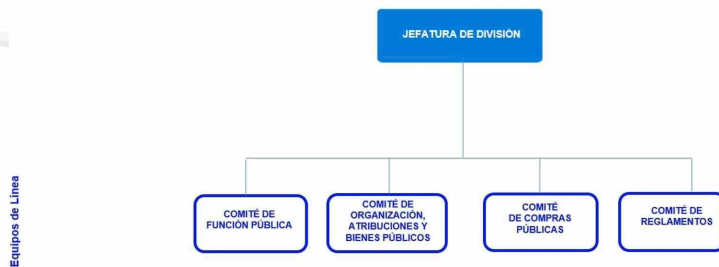 JEFATURA DE DIVISIÓN
Equipos de Línea
COMITÉ DE
FUNCIÓN PÚBLICA
COMITÉ DE
ORGANIZACIÓN,
ATRIBUCIONES Y
BIENES PÚBLICOS
COMITÉ
DE COMPRAS
PÚBLICAS
COMITÉ DE
REGLAMENTOS